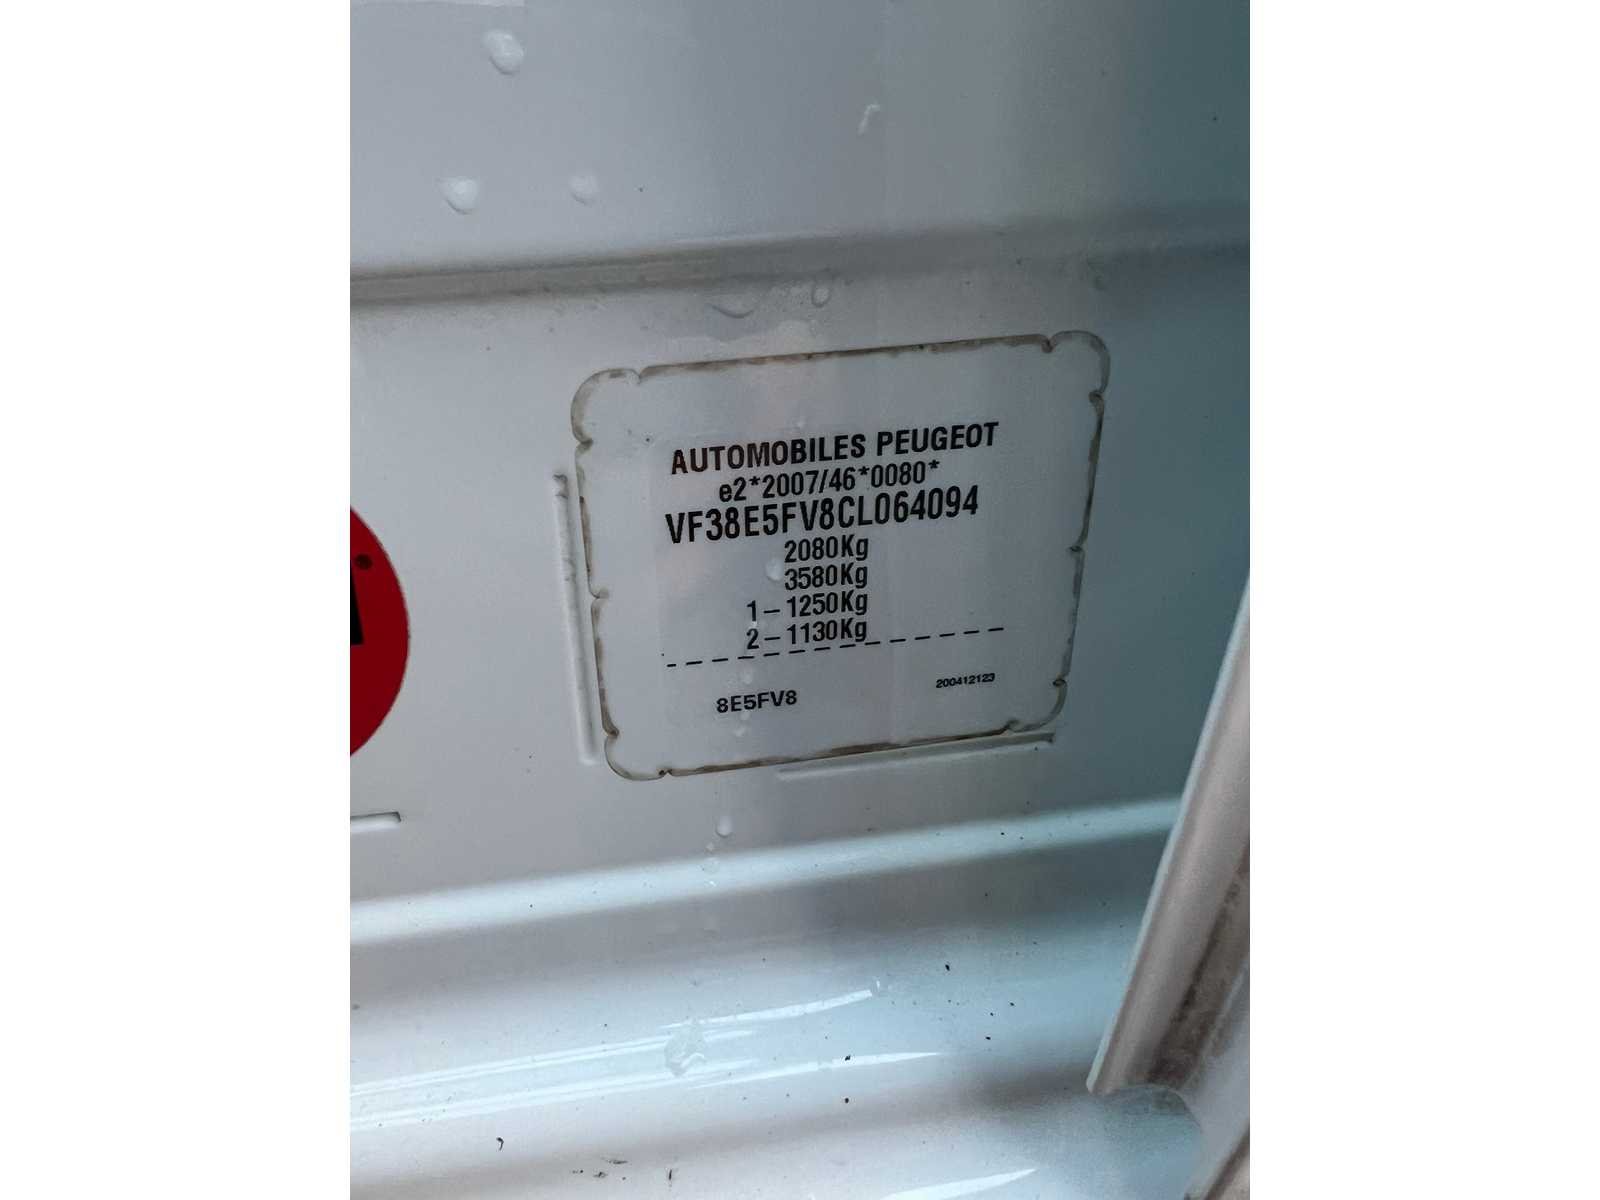 AUTOMOBILES PEUGEOT
e2*2007/46*0080*
VF38E5FV8CL064094
2080Kg
3580Kg
1-1250Kg
2-1130Kg
8E5FV8
200412123
®